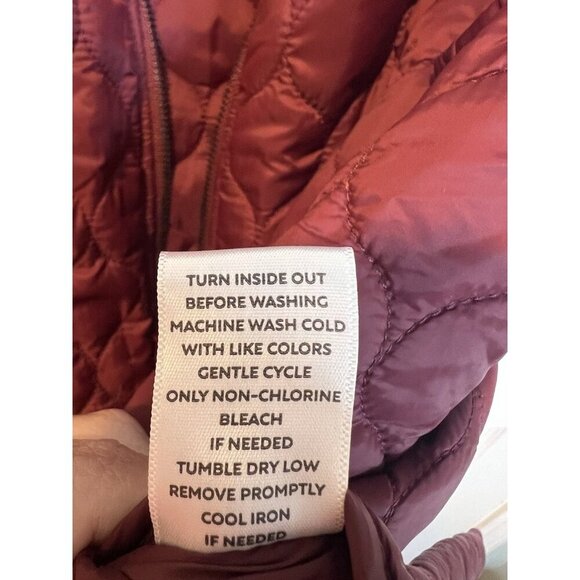 TURN INSIDE OUT
BEFORE WASHING
MACHINE WASH COLD
WITH LIKE COLORS
GENTLE CYCLE
ONLY NON-CHLORINE
BLEACH
IF NEEDED
TUMBLE DRY LOW
REMOVE PROMPTLY
COOL IRON
IF NEEDED